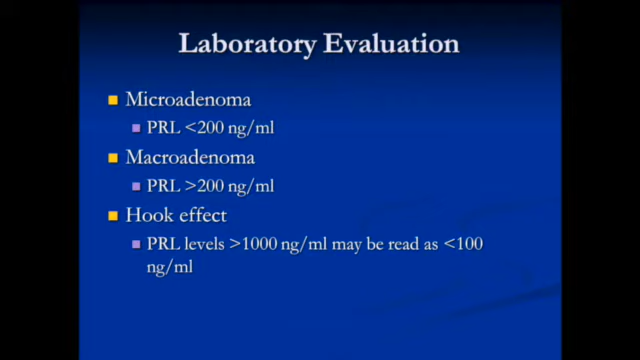 Laboratory Evaluation
Microadenoma
PRL <200 ng/ml
Macroadenoma
PRL >200 ng/ml
Hook effect
PRL levels >1000 ng/ml may be read as <100
ng/ml